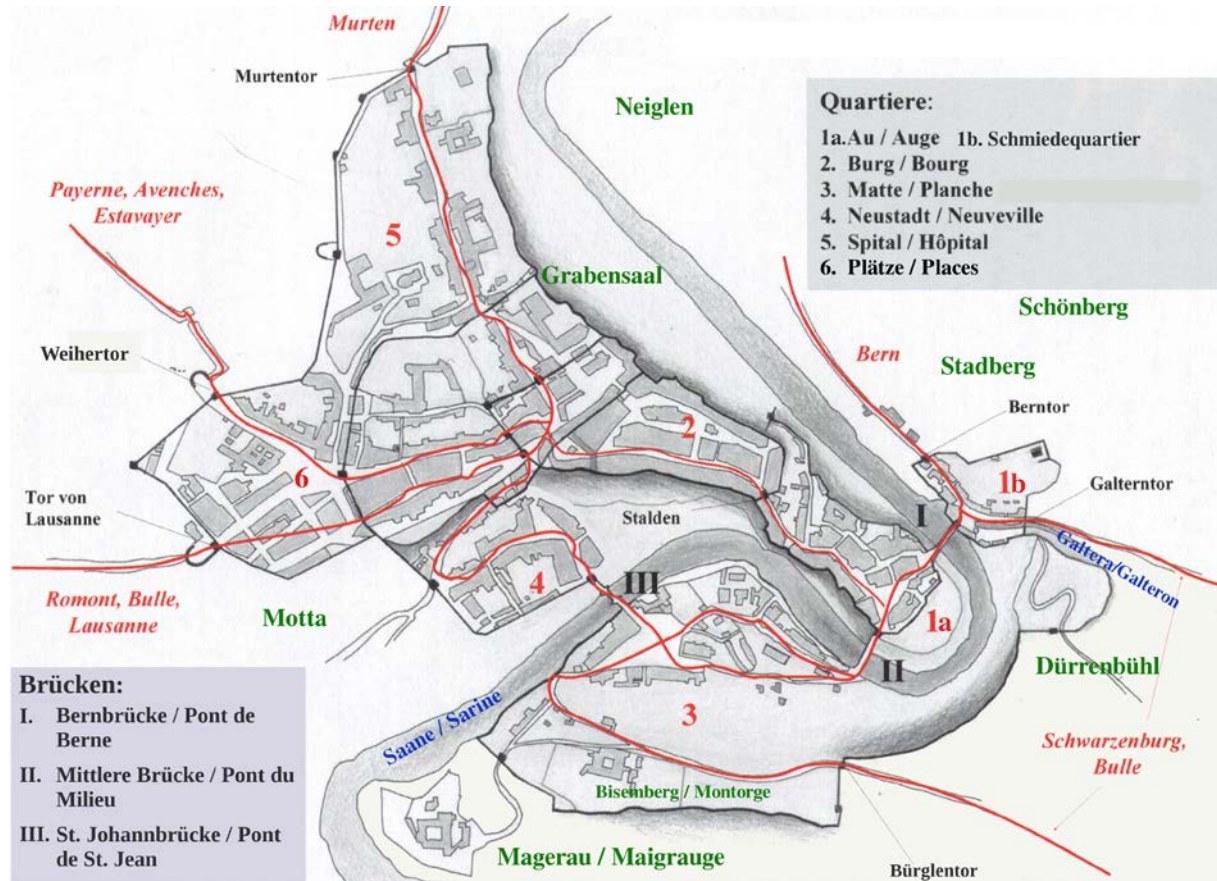 Murten
Murtentor
Neiglen
Quartiere:
1a. Au / Auge 1b. Schmiedequartier
2. Burg / Bourg
3. Matte / Planche
4. Neustadt / Neuveville
5. Spital / Hôpital
6. Plätze / Places
Payerne, Avenches,
Estavayer
5
Grabensaal
Schönberg
Weihertor
Bern
Stadberg
Berntor
2
6
1b
Galterntor
Tor von
Lausanne
Stalden
I
Galtera/Galteron
4
III
Romont, Bulle,
Lausanne
Motta
1a
II
Dürrenbühl
Brücken:
I. Bernbrücke / Pont de
Berne
II. Mittlere Brücke / Pont du
Milieu
III. St. Johannbrücke / Pont
de St. Jean
Saane / Sarine
3
Schwarzenburg,
Bulle
Bisemberg / Montorge
Magerau / Maigrauge
Bürglentor